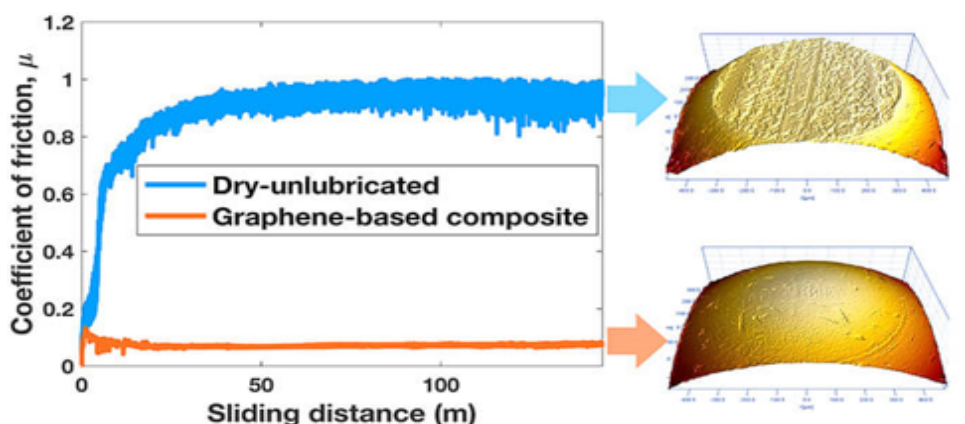 1.2
1
0.8
0.6
0.4
0.2
0
Coefficient of friction, μ
Dry-unlubricated
Graphene-based composite
0 50 100
Sliding distance (m)